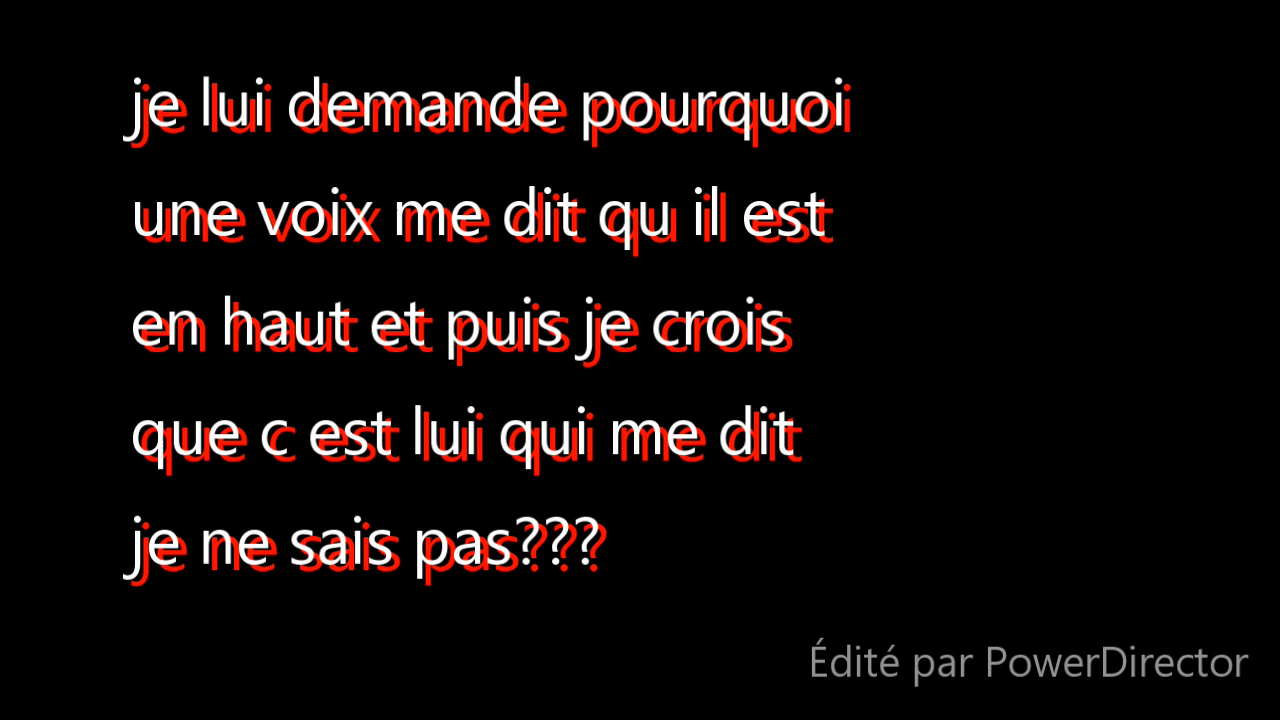 je lui demande pourquoi
une voix me dit qu il est
en haut et puis je crois
que c est lui qui me dit
je ne sais pas???
Édité par PowerDirector